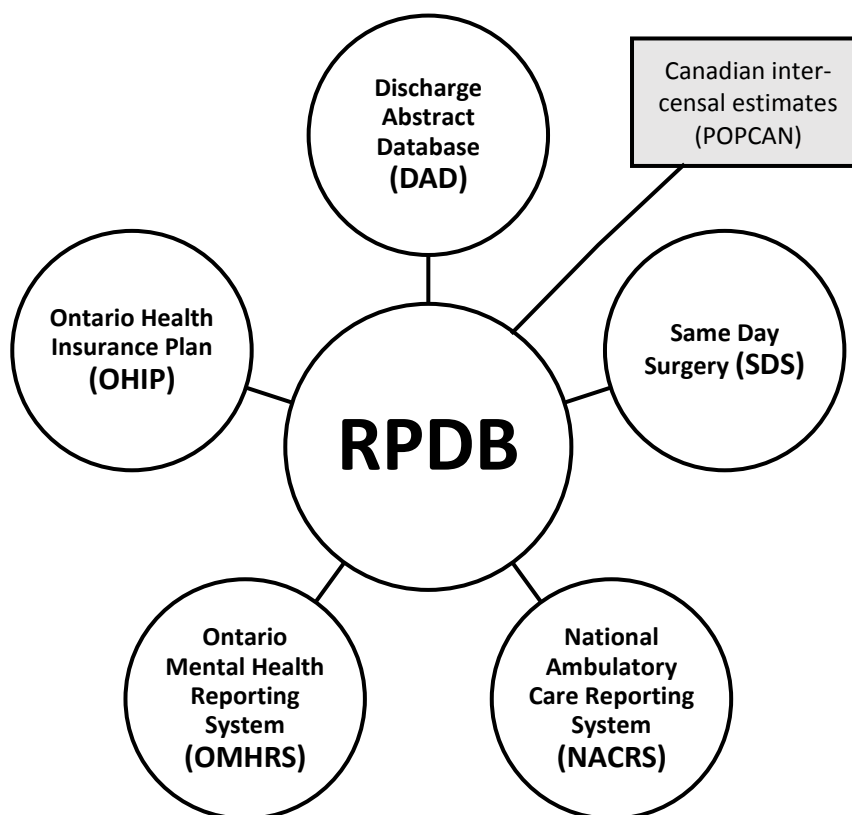 Discharge
Abstract
Database
(DAD)
Canadian inter-
censal estimates
(POPCAN)
Ontario Health
Insurance Plan
(OHIP)
Same Day
Surgery (SDS)
RPDB
Ontario
Mental Health
Reporting
System
(OMHRS)
National
Ambulatory
Care Reporting
System
(NACRS)